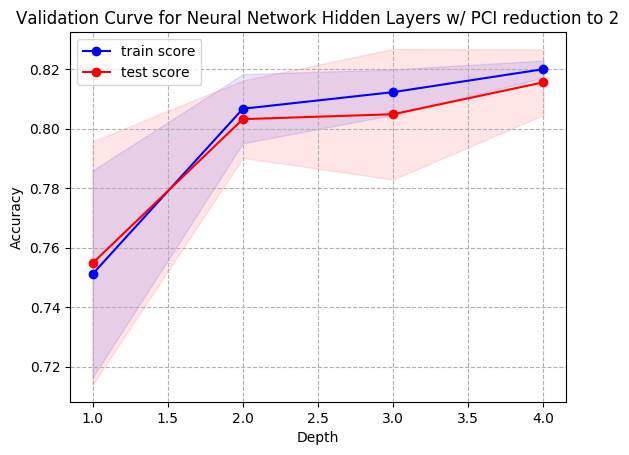 Validation Curve for Neural Network Hidden Layers w/ PCI reduction to 2
train score
test score
0.82
0.80
0.78
0.76
0.74
0.72
Accuracy
1.0 1.5 2.0 2.5 3.0 3.5 4.0
Depth